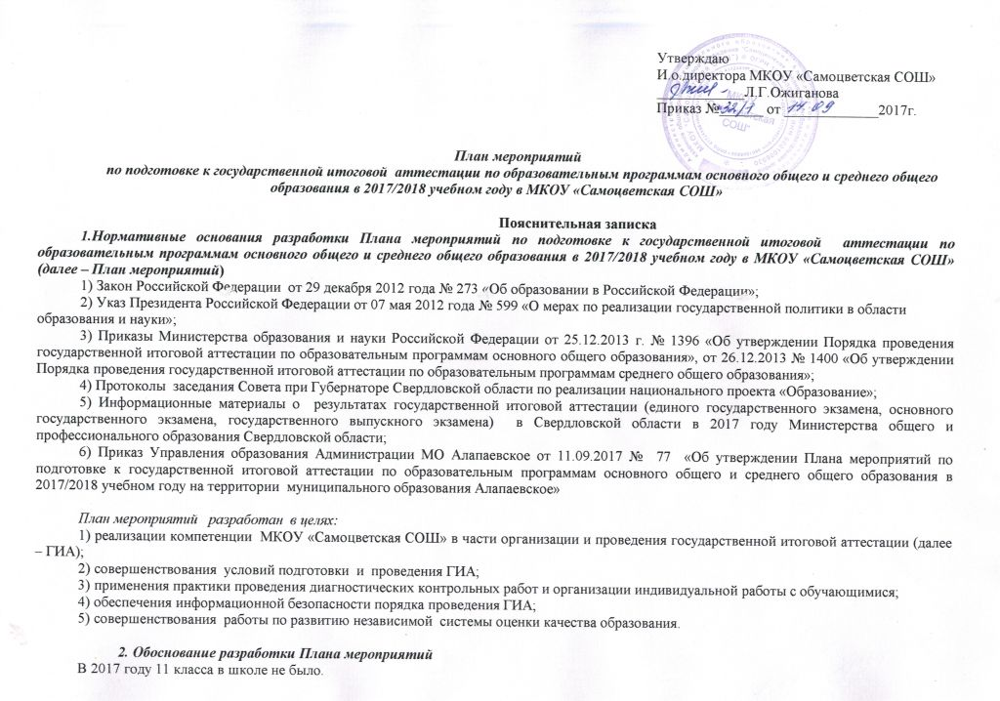 Утверждаю
И.о.директора МКОУ «Самоцветская СОШ»
____________Л.Г.Ожиганова
Приказ № 32/1 от 14.09 2017г.
План мероприятий
по подготовке к государственной итоговой аттестации по образовательным программам основного общего и среднего общего
образования в 2017/2018 учебном году в МКОУ «Самоцветская СОШ»
Пояснительная записка
1.Нормативные основания разработки Плана мероприятий по подготовке к государственной итоговой аттестации по
образовательным программам основного общего и среднего общего образования в 2017/2018 учебном году в МКОУ «Самоцветская СОШ»
(далее – План мероприятий)
1) Закон Российской Федерации от 29 декабря 2012 года № 273 «Об образовании в Российской Федерации»;
2) Указ Президента Российской Федерации от 07 мая 2012 года № 599 «О мерах по реализации государственной политики в области
образования и науки»;
3) Приказы Министерства образования и науки Российской Федерации от 25.12.2013 г. № 1396 «Об утверждении Порядка проведения
государственной итоговой аттестации по образовательным программам основного общего образования», от 26.12.2013 № 1400 «Об утверждении
Порядка проведения государственной итоговой аттестации по образовательным программам среднего общего образования»;
4) Протоколы заседания Совета при Губернаторе Свердловской области по реализации национального проекта «Образование»;
5) Информационные материалы о результатах государственной итоговой аттестации (единого государственного экзамена, основного
государственного экзамена, государственного выпускного экзамена) в Свердловской области в 2017 году Министерства общего и
профессионального образования Свердловской области;
6) Приказ Управления образования Администрации МО Алапаевское от 11.09.2017 № 77 «Об утверждении Плана мероприятий по
подготовке к государственной итоговой аттестации по образовательным программам основного общего и среднего общего образования в
2017/2018 учебном году на территории муниципального образования Алапаевское»
План мероприятий разработан в целях:
1) реализации компетенции МКОУ «Самоцветская СОШ» в части организации и проведения государственной итоговой аттестации (далее
– ГИА);
2) совершенствования условий подготовки и проведения ГИА;
3) применения практики проведения диагностических контрольных работ и организации индивидуальной работы с обучающимися;
4) обеспечения информационной безопасности порядка проведения ГИА;
5) совершенствования работы по развитию независимой системы оценки качества образования.
2. Обоснование разработки Плана мероприятий
В 2017 году 11 класса в школе не было.